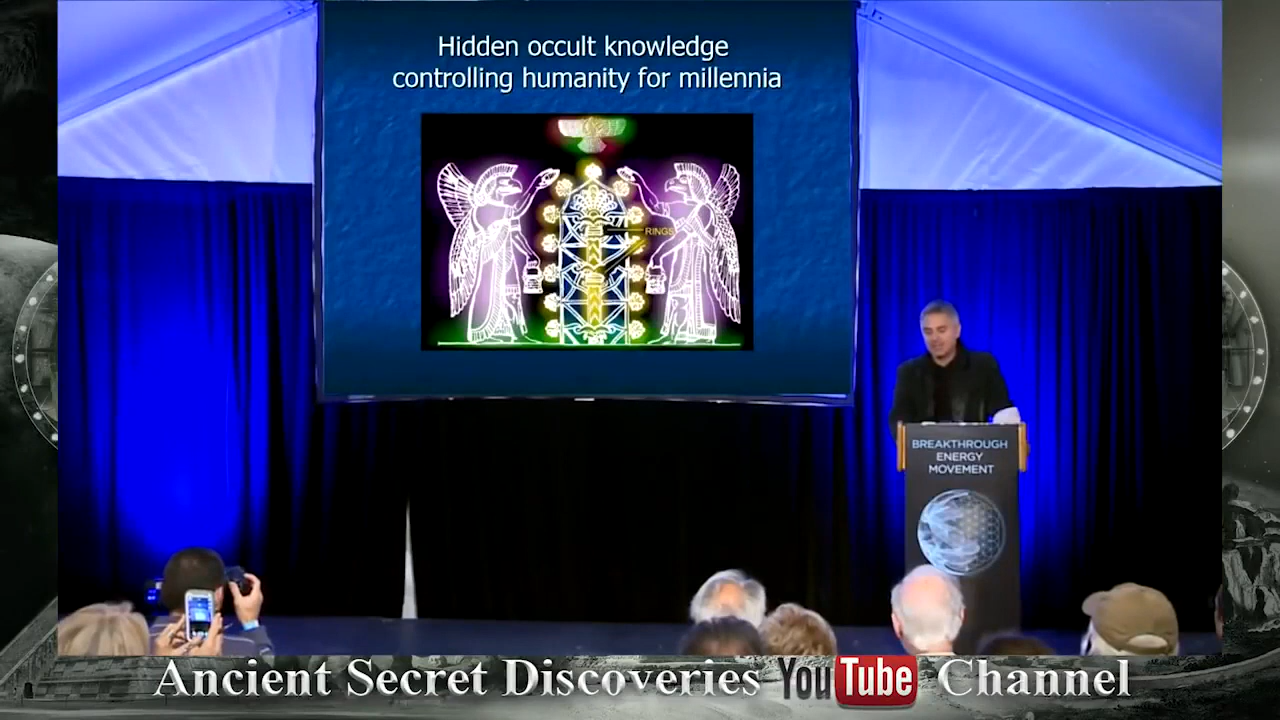 Hidden occult knowledge
controlling humanity for millennia
RINGS
BREAKTHROUGH
ENERGY
MOVEMENT
Ancient Secret Discoveries YouTube Channel